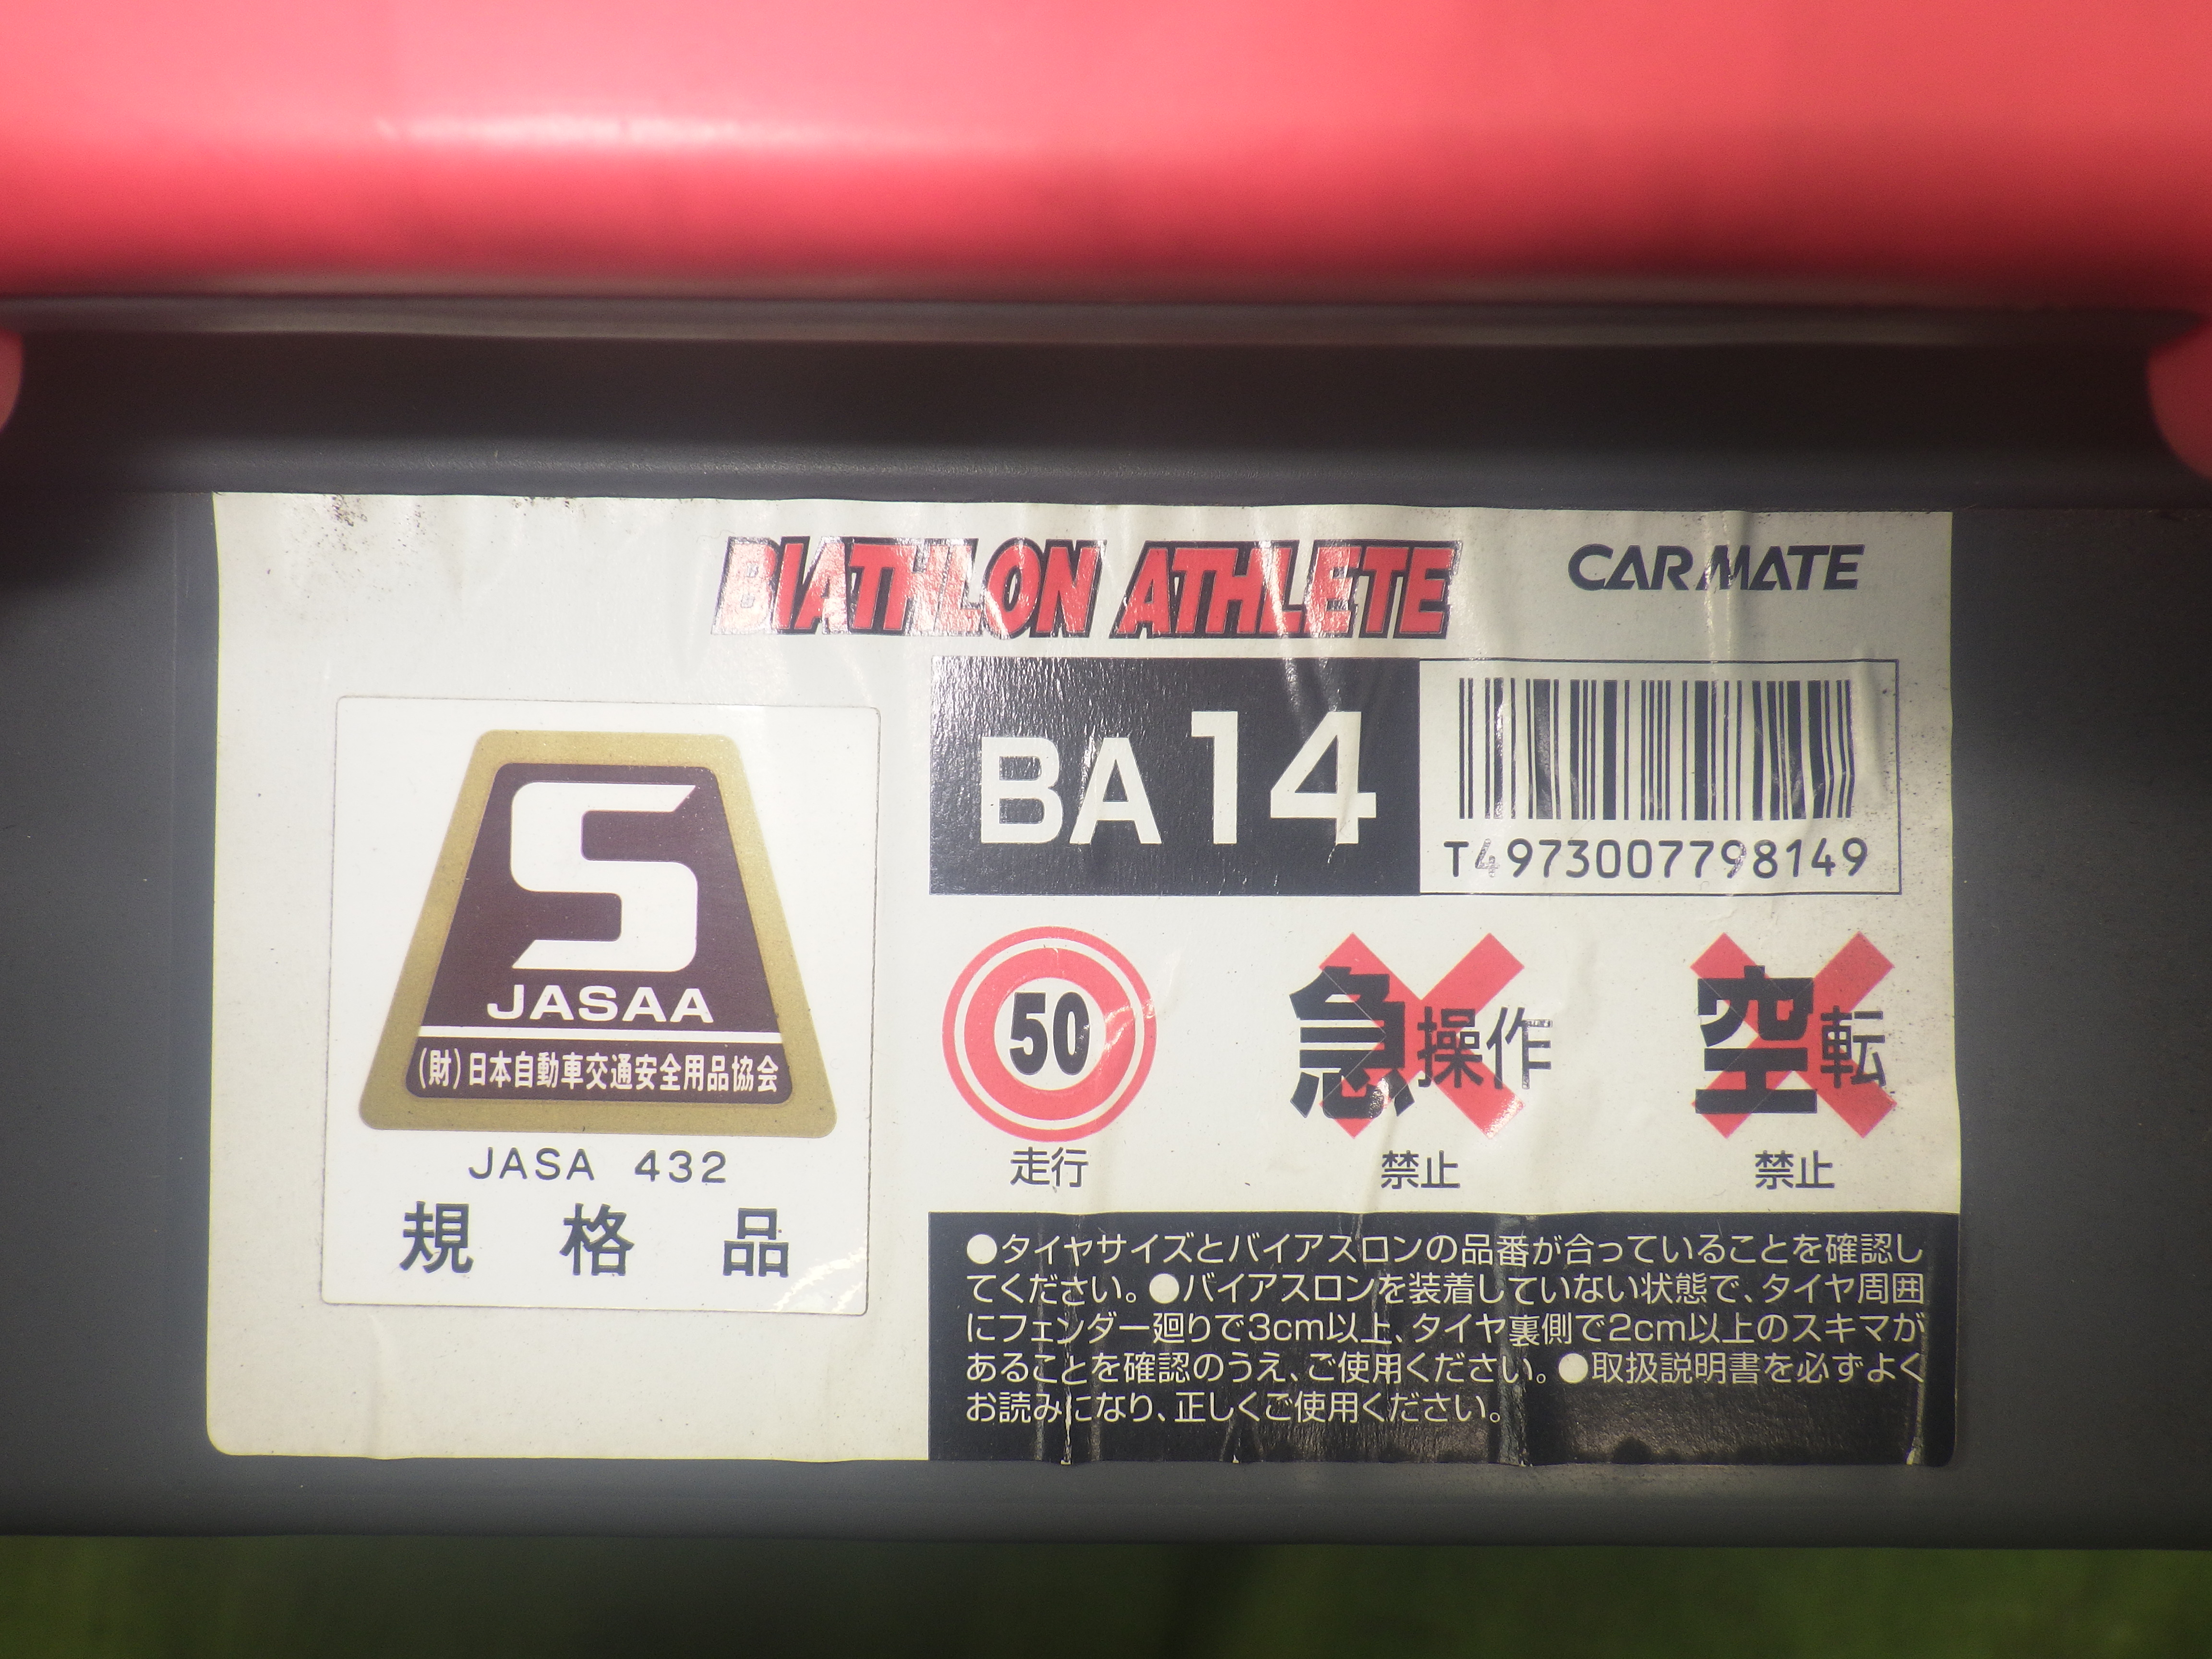 BIATHLON ATHLETE
CARMATE
BA14
T4973007798149
S
JASAA
(財)日本自動車交通安全用品協会
JASA 432
規格品
50
走行
急操作
禁止
空転
禁止
●タイヤサイズとバイアスロンの品番が合っていることを確認し
てください。●バイアスロンを装着していない状態で、タイヤ周囲
にフェンダー廻りで3cm以上、タイヤ裏側で2cm以上のスキマが
あることを確認のうえ、ご使用ください。●取扱説明書を必ずよく
お読みになり、正しくご使用ください。